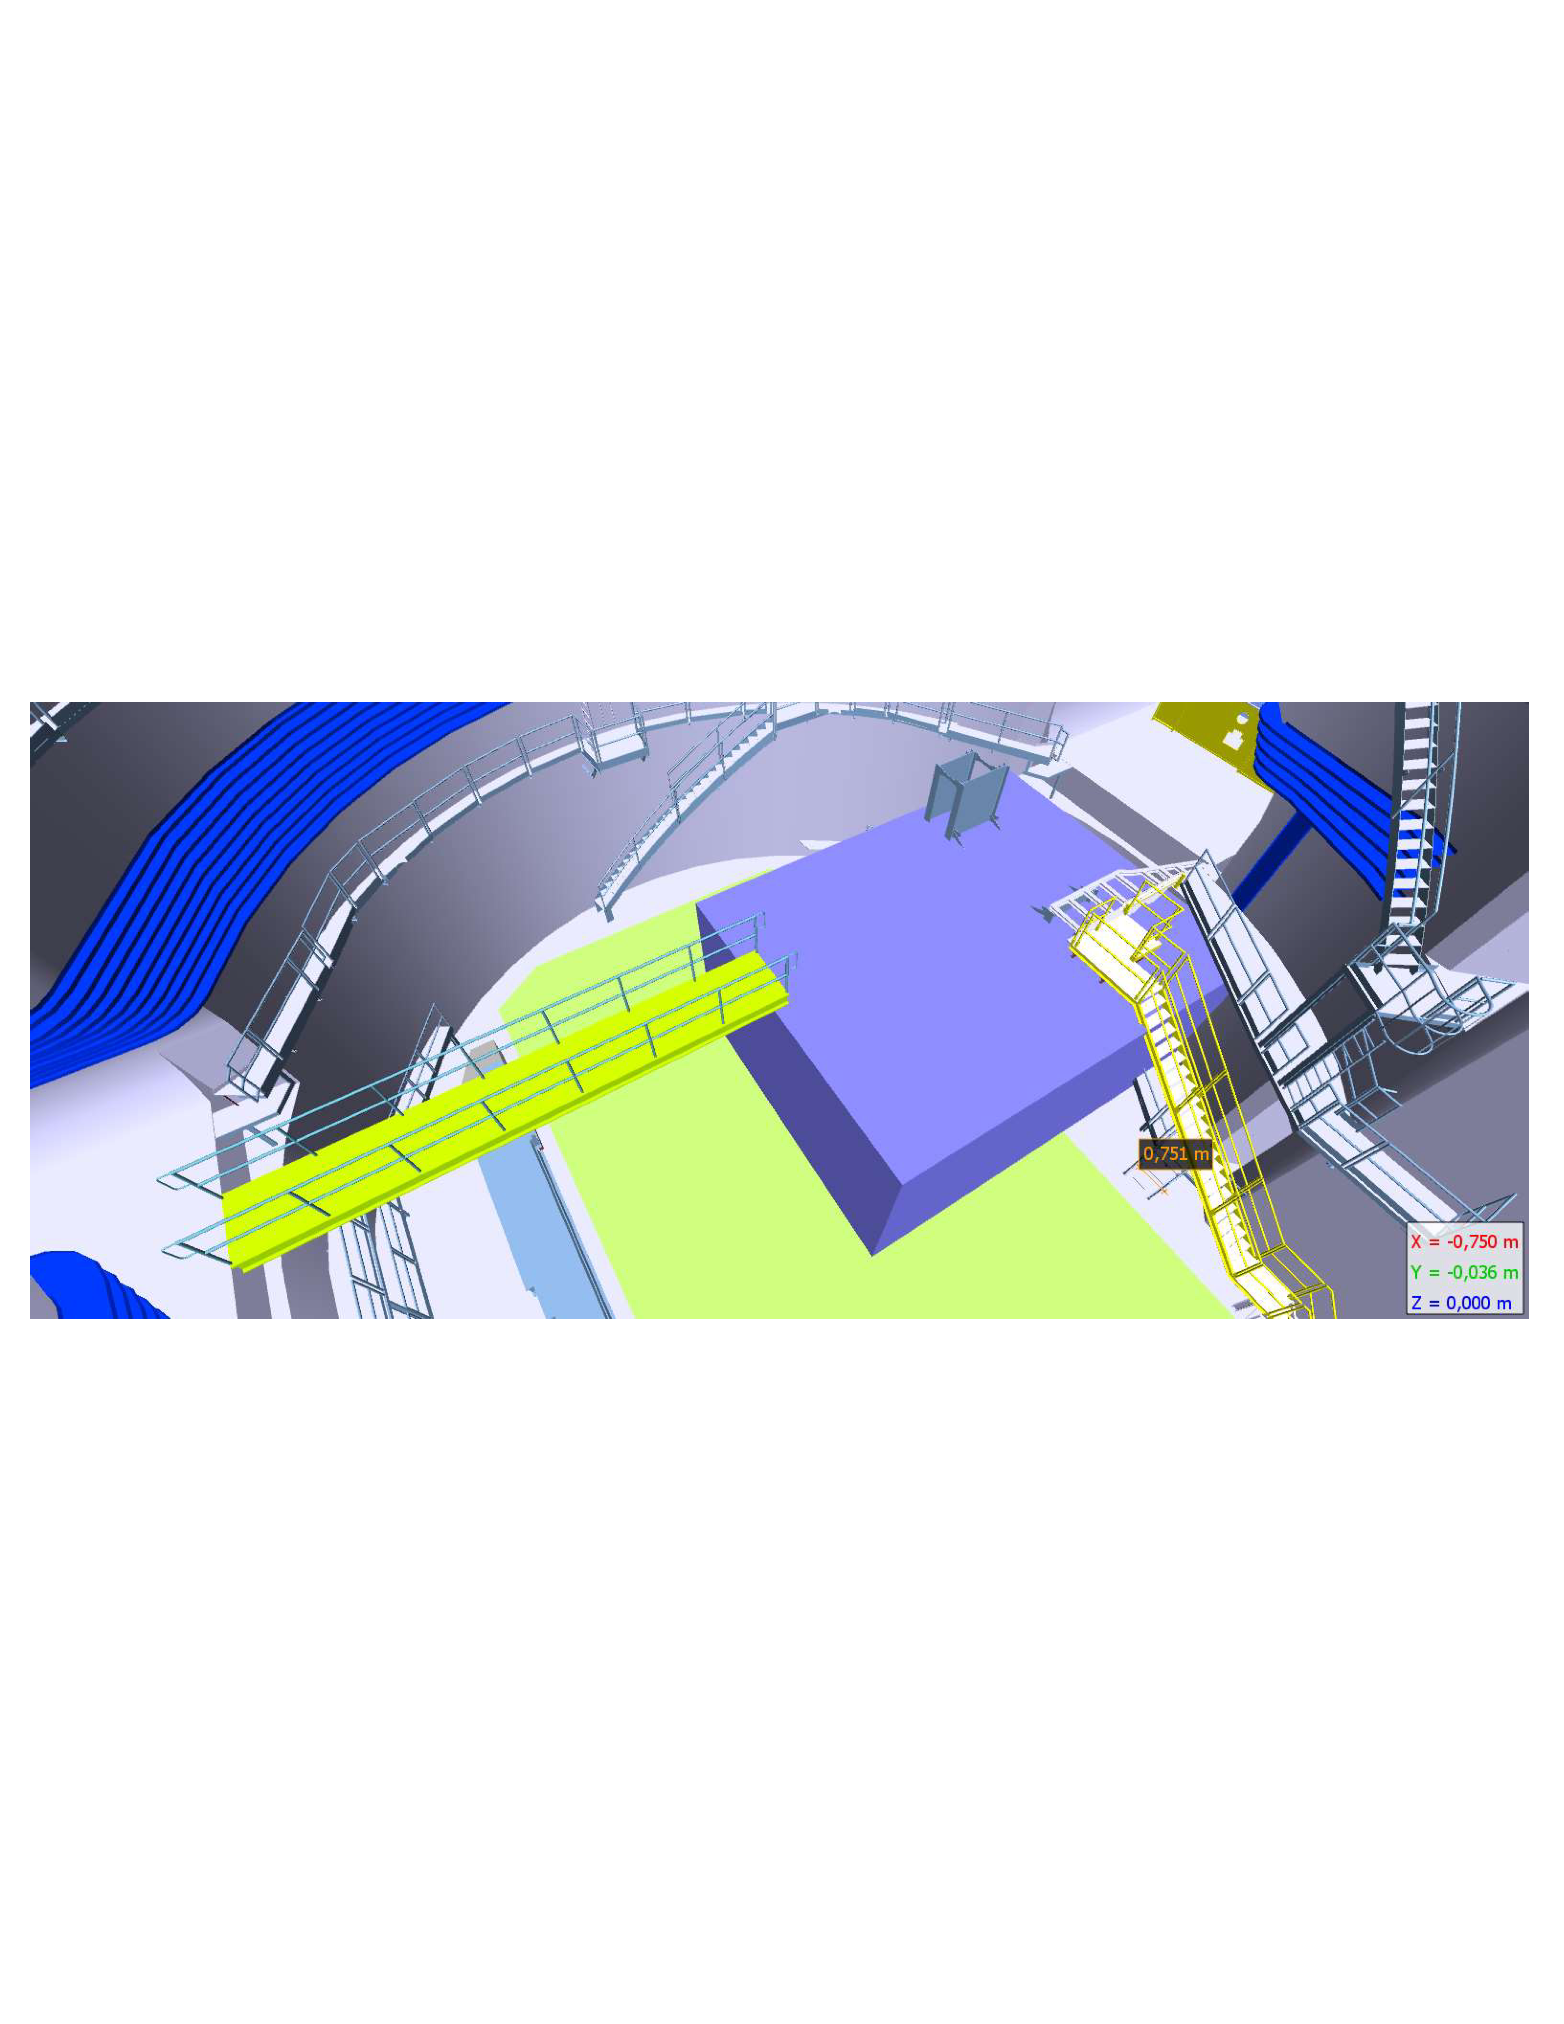 0,751 m
X = -0,750 m
Y = -0,036 m
Z = 0,000 m